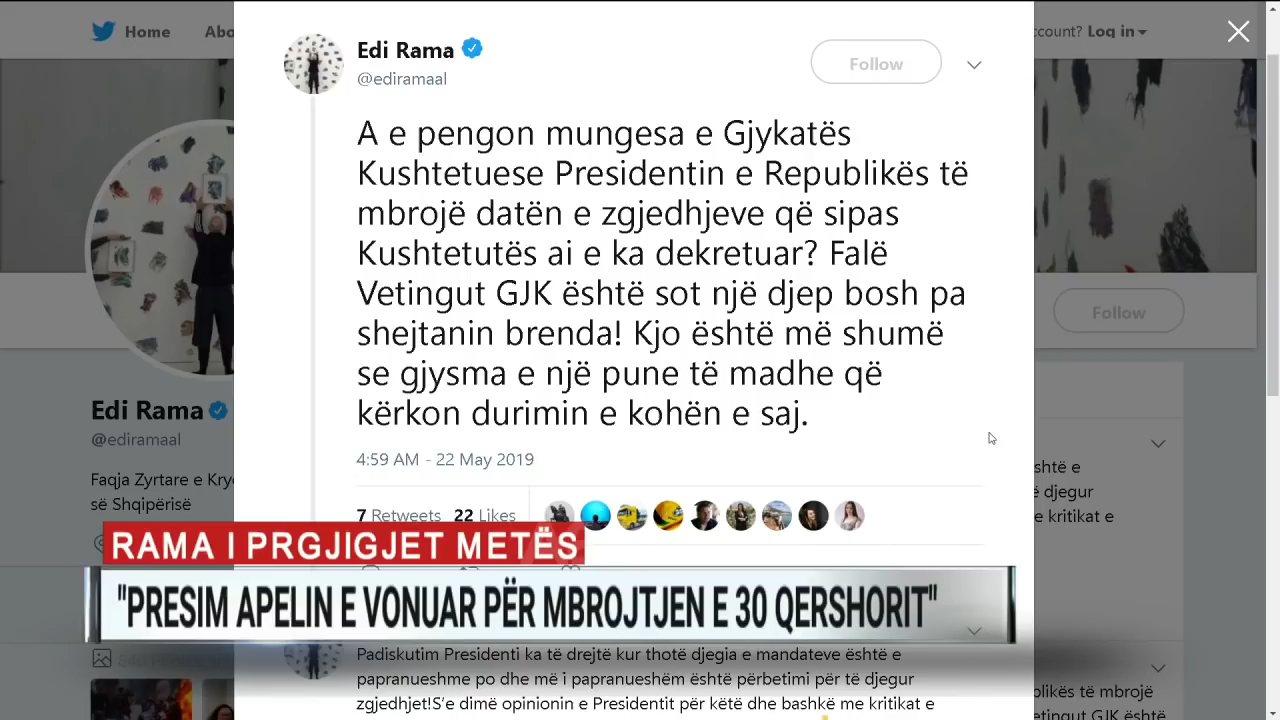 Home
Abo
ccount? Log in
Edi Rama
@ediramaal
Follow
A e pengon mungesa e Gjykatës
Kushtetuese Presidentin e Republikës të
mbrojë datën e zgjedhjeve që sipas
Kushtetutës ai e ka dekretuar? Falë
Vetingut GJK është sot një djep bosh pa
shejtanin brenda! Kjo është më shumë
se gjysma e një pune të madhe që
kërkon durimin e kohën e saj.
4:59 AM - 22 May 2019
7 Retweets 22 Likes
Follow
Edi Rama
@ediramaal
Faqja Zyrtare e Kry
së Shqipërisë
shtë e
djegur
e kritikat e
RAMA I PRGJIGJET METËS
"PRESIM APELIN E VONUAR PËR MBROJTJEN E 30 QERSHORIT"
Padiskutim Presidenti ka të drejtë kur thotë djegia e mandateve është e
papranueshme po dhe më i papranueshëm është përbetimi për të djegur
zgjedhjet!S'e dimë opinionin e Presidentit për këtë dhe bashkë me kritikat e
blikës të mbrojë
etingut GJK është